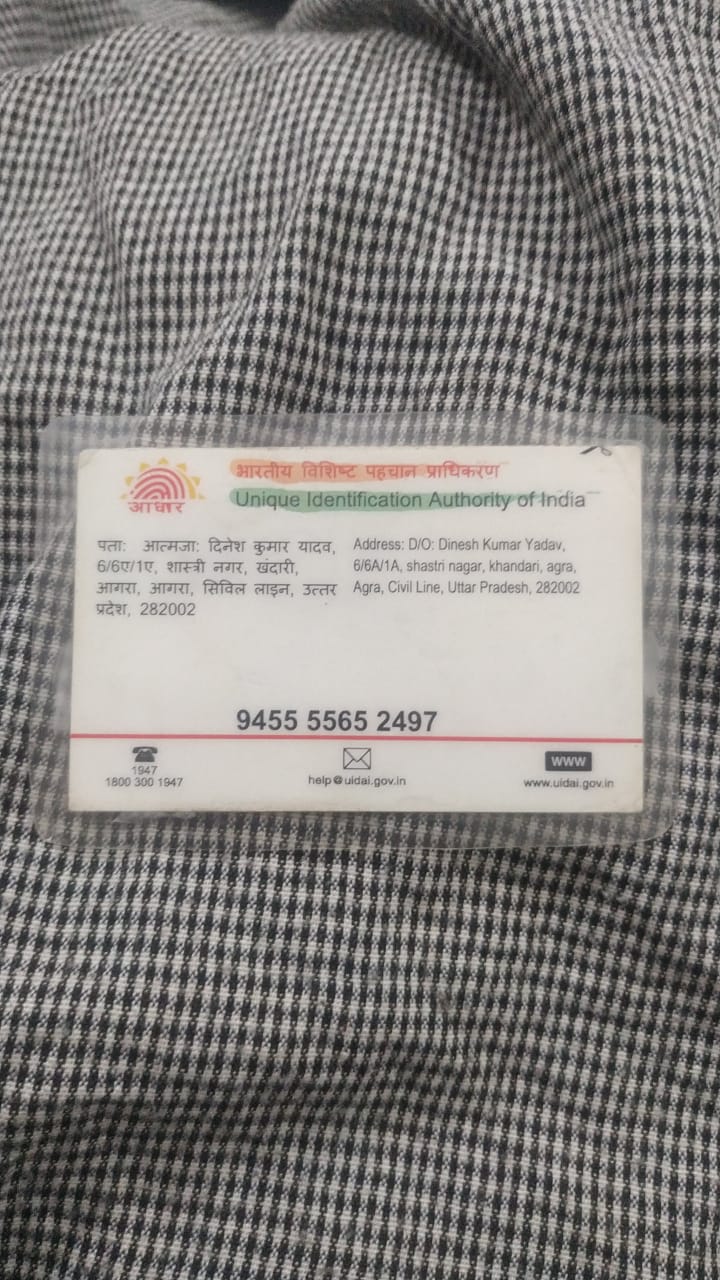 भारतीय विशिष्ट पहचान प्राधिकरण
Unique Identification Authority of India
आधार
पता: आत्मजा: दिनेश कुमार यादव,
6/6ए/1ए, शास्त्री नगर, खंदारी,
आगरा, आगरा, सिविल लाइन, उत्तर
प्रदेश, 282002
Address: D/O: Dinesh Kumar Yadav,
6/6A/1A, shastri nagar, khandari, agra,
Agra, Civil Line, Uttar Pradesh, 282002
9455 5565 2497
1947
1800 300 1947
help@uidai.gov.in
www
www.uidai.gov.in